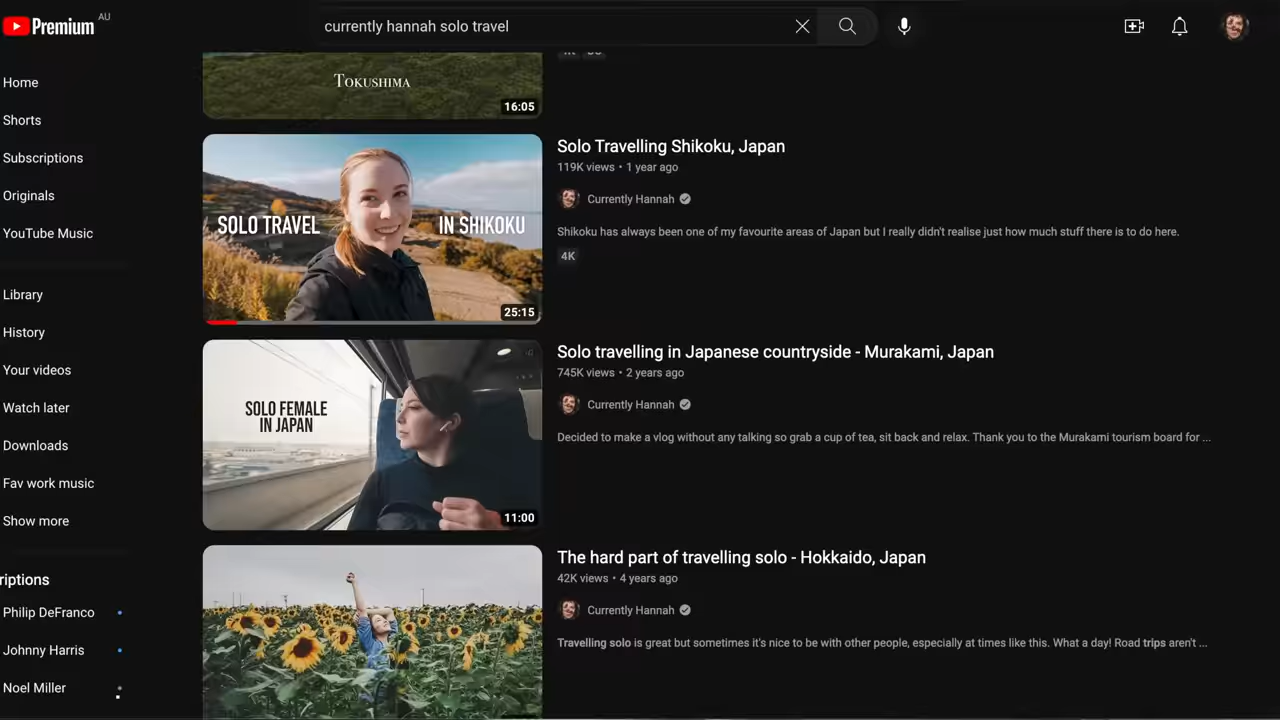 Premium AU
currently hannah solo travel
Home
Shorts
Subscriptions
Originals
YouTube Music
Library
History
Your videos
Watch later
Downloads
Fav work music
Show more
riptions
Philip DeFranco
Johnny Harris
Noel Miller
TOKUSHIMA
16:05
SOLO TRAVEL IN SHIKOKU
25:15
Solo Travelling Shikoku, Japan
119K views • 1 year ago
Currently Hannah
Shikoku has always been one of my favourite areas of Japan but I really didn't realise just how much stuff there is to do here.
4K
SOLO FEMALE
IN JAPAN
11:00
Solo travelling in Japanese countryside - Murakami, Japan
745K views • 2 years ago
Currently Hannah
Decided to make a vlog without any talking so grab a cup of tea, sit back and relax. Thank you to the Murakami tourism board for ...
The hard part of travelling solo - Hokkaido, Japan
42K views • 4 years ago
Currently Hannah
Travelling solo is great but sometimes it's nice to be with other people, especially at times like this. What a day! Road trips aren't ...